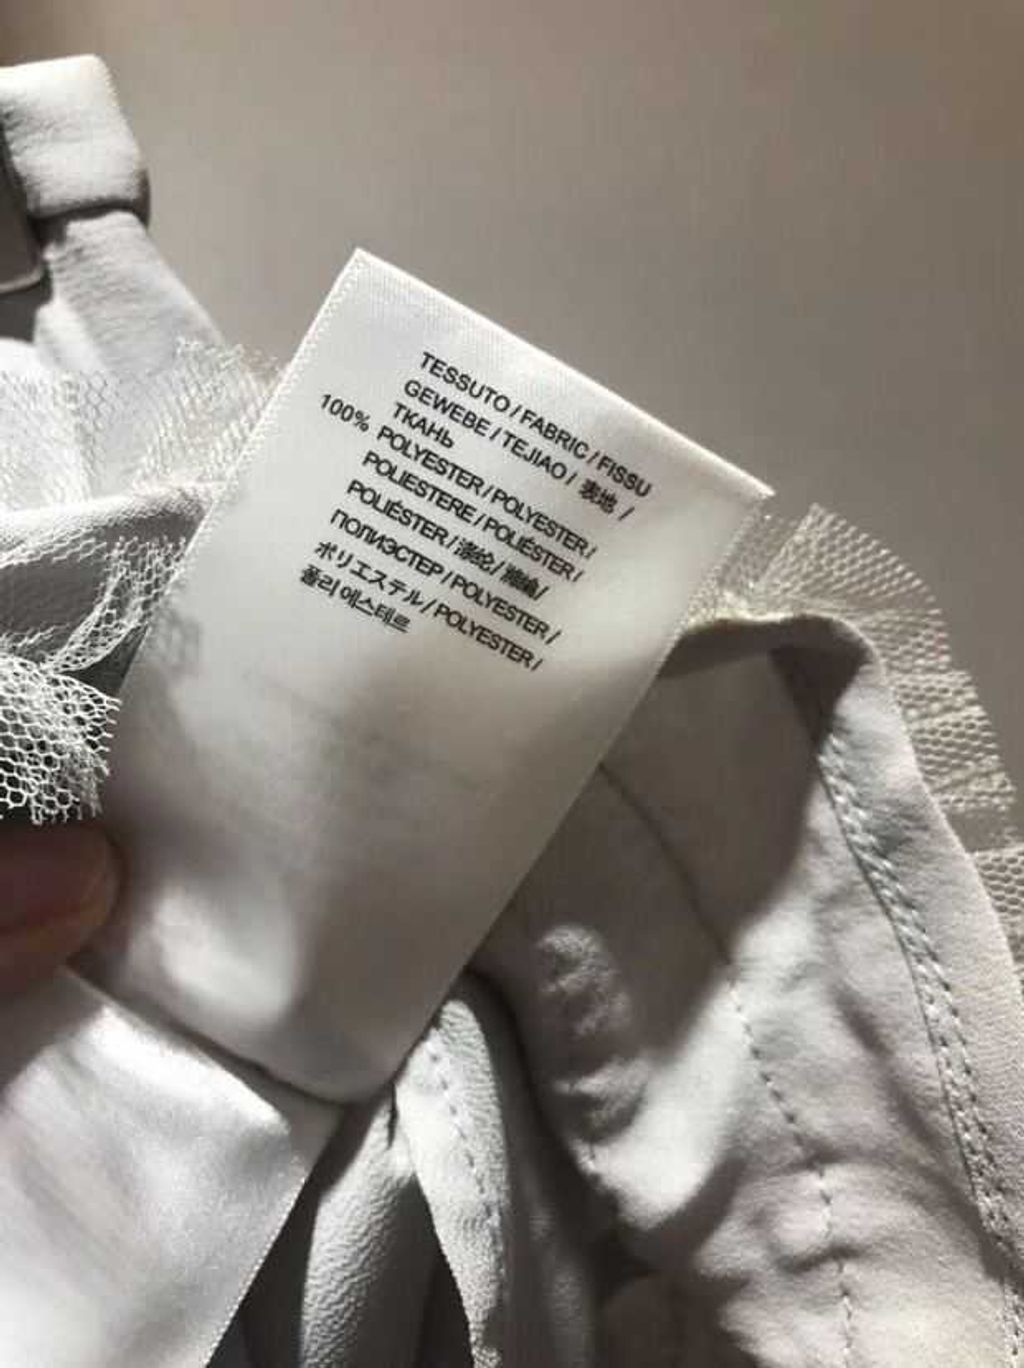 TESSUTO / FABRIC / FISSU
GEWEBE / TEJIAO / 表地 /
ТКАНЬ
100% POLYESTER / POLYESTER /
POLIESTERE / POLIÉSTER /
POLIÉSTER / 涤纶 / 滌綸 /
ПОЛИЭСТЕР / POLYESTER /
ポリエステル / POLYESTER /
폴리 에스테르